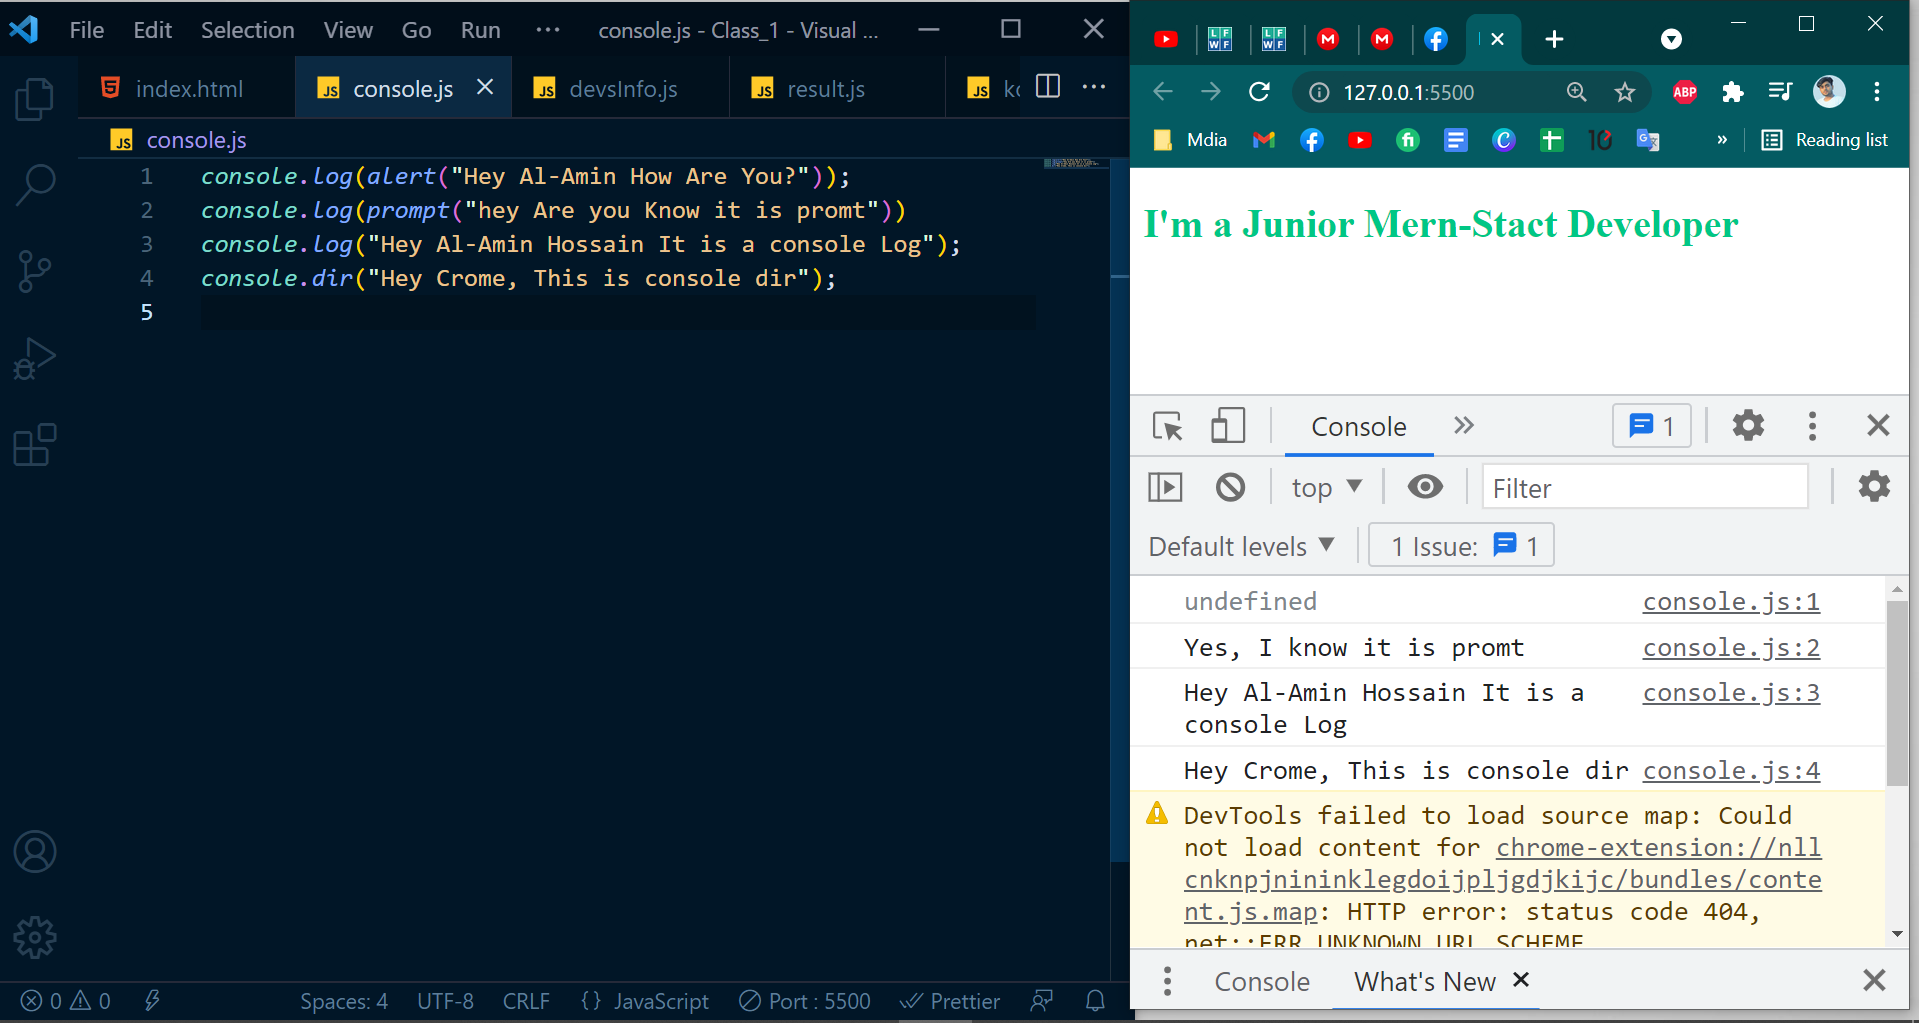 File Edit Selection View Go Run ··· console.js - Class_1 - Visual ...
index.html console.js devsInfo.js result.js
JS console.js
1 console.log(alert("Hey Al-Amin How Are You?"));
2 console.log(prompt("hey Are you Know it is promt"))
3 console.log("Hey Al-Amin Hossain It is a console Log");
4 console.dir("Hey Crome, This is console dir");
5
0 0 Spaces: 4 UTF-8 CRLF {} JavaScript Port : 5500 Prettier
127.0.0.1:5500 ABP
Mdia » Reading list
I'm a Junior Mern-Stact Developer
Console » 1
top Filter
Default levels 1 Issue: 1
undefined console.js:1
Yes, I know it is promt console.js:2
Hey Al-Amin Hossain It is a console.js:3
console Log
Hey Crome, This is console dir console.js:4
DevTools failed to load source map: Could
not load content for chrome-extension://nll
cnknpjnininklegdoijpljgdjkijc/bundles/conte
nt.js.map: HTTP error: status code 404,
net::ERR_UNKNOWN_URL_SCHEME
Console What's New